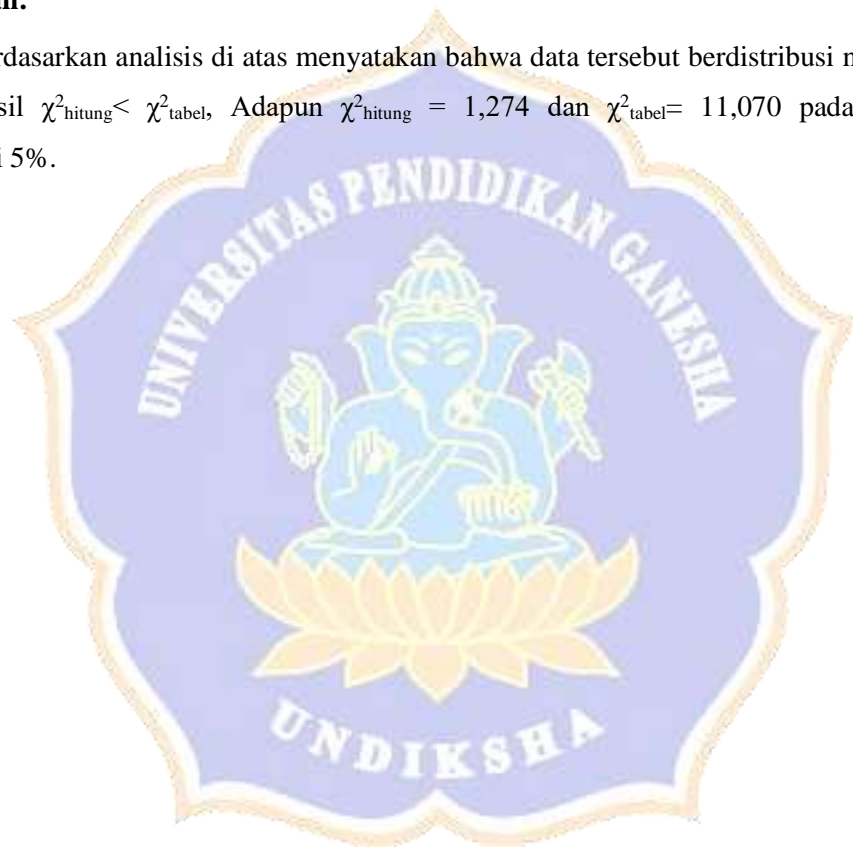 rdasarkan analisis di atas menyatakan bahwa data tersebut berdistribusi n
sil χ²hitung< χ²tabel, Adapun χ²hitung = 1,274 dan χ²tabel= 11,070 pada
i 5%.
UNIVERSITAS PENDIDIKAN GANESHA
UNDIKSHA